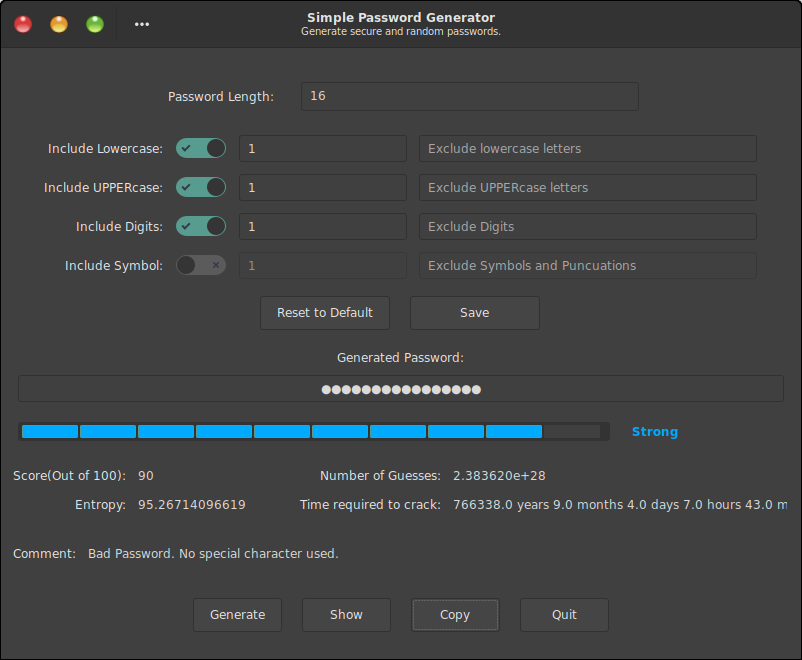 Simple Password Generator
Generate secure and random passwords.
Password Length: 16
Include Lowercase: 1 Exclude lowercase letters
Include UPPERcase: 1 Exclude UPPERcase letters
Include Digits: 1 Exclude Digits
Include Symbol: 1 Exclude Symbols and Puncuations
Reset to Default Save
Generated Password:
●●●●●●●●●●●●●●●●
Strong
Score(Out of 100): 90 Number of Guesses: 2.383620e+28
Entropy: 95.26714096619 Time required to crack: 766338.0 years 9.0 months 4.0 days 7.0 hours 43.0 m
Comment: Bad Password. No special character used.
Generate Show Copy Quit